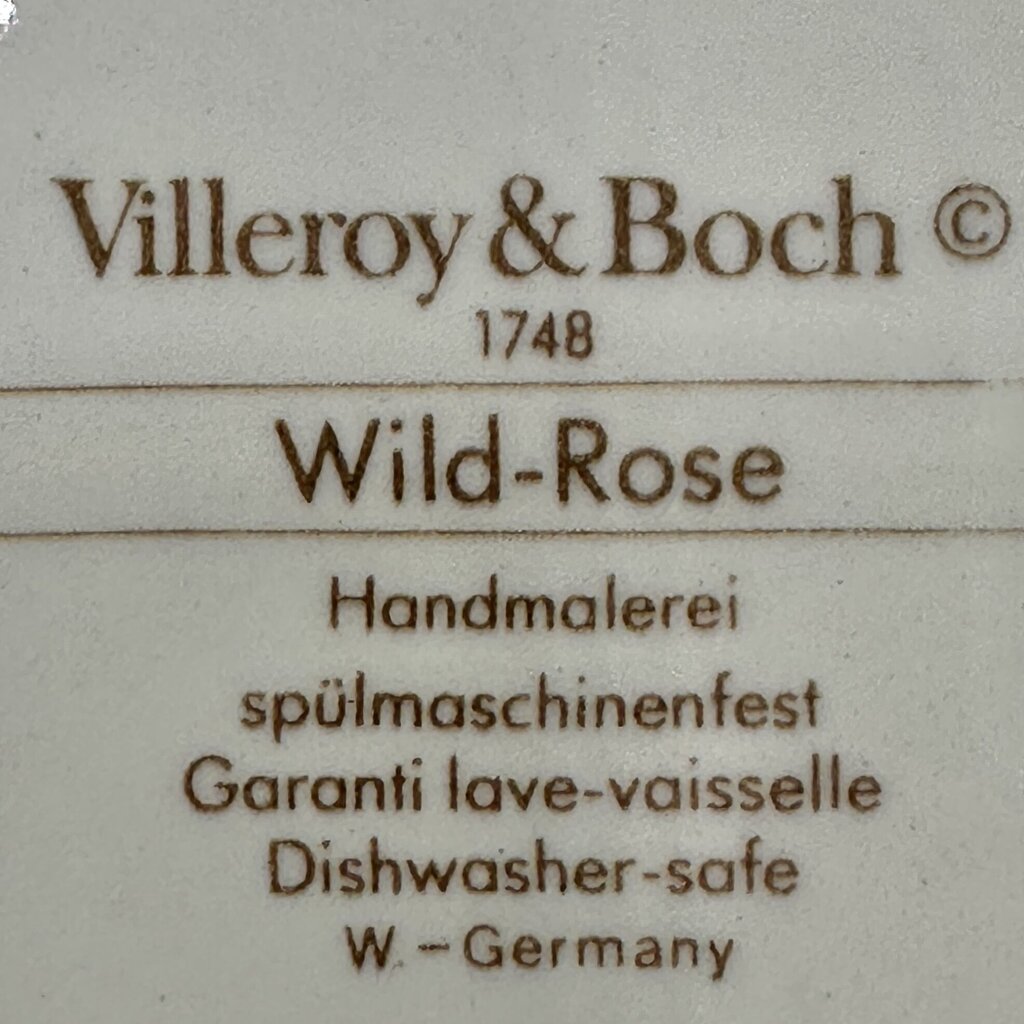 Villeroy & Boch ©
1748
Wild-Rose
Handmalerei
spülmaschinenfest
Garanti lave-vaisselle
Dishwasher-safe
W.-Germany